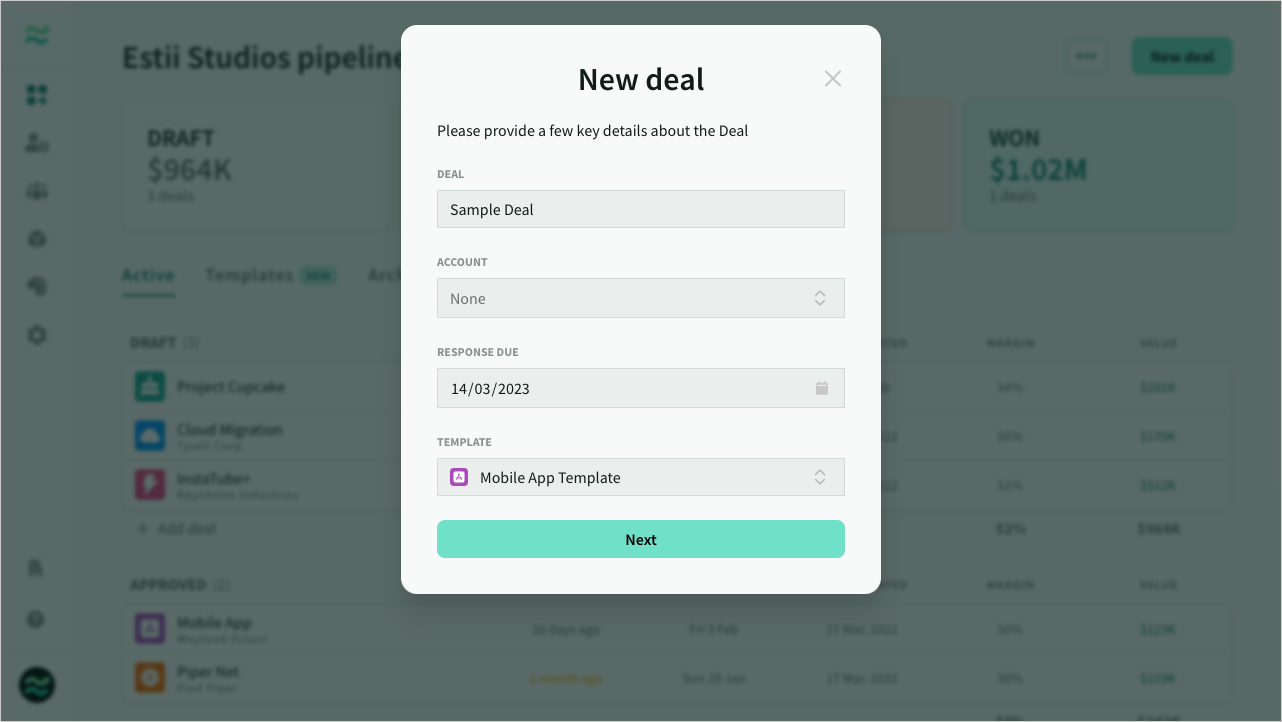 Estii Studios pipeline
New deal
DRAFT
$964K
3 deals
WON
$1.02M
1 deals
Active
Templates NEW
New deal
Please provide a few key details about the Deal
DEAL
Sample Deal
ACCOUNT
None
RESPONSE DUE
14/03/2023
TEMPLATE
Mobile App Template
Next
DRAFT (3)
MARGIN
VALUE
Project Cupcake
54%
$281K
Cloud Migration
Tyrell Corp
50%
$170K
InstaTube+
Reynholm Industries
51%
$512K
Add deal
52%
$964K
APPROVED (2)
MARGIN
VALUE
Mobile App
Weyland-Yutani
26 days ago
Fri 3 Feb
17 Mar, 2022
50%
Piper Net
Pied Piper
1 month ago
Sun 29 Jan
17 Mar, 2022
50%
$219K